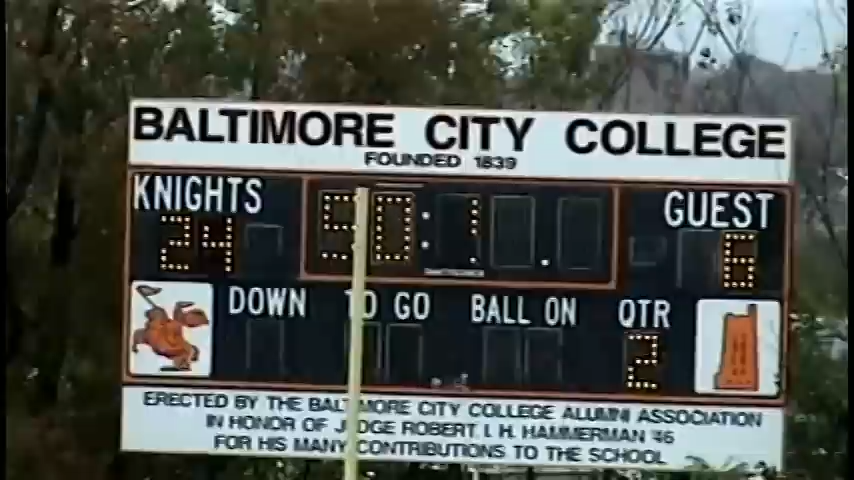 BALTIMORE CITY COLLEGE
FOUNDED 1839
KNIGHTS
GUEST
24
50:1 .
6
DOWN TO GO BALL ON QTR
2
ERECTED BY THE BALTIMORE CITY COLLEGE ALUMNI ASSOCIATION
IN HONOR OF JUDGE ROBERT I. H. HAMMERMAN '46
FOR HIS MANY CONTRIBUTIONS TO THE SCHOOL